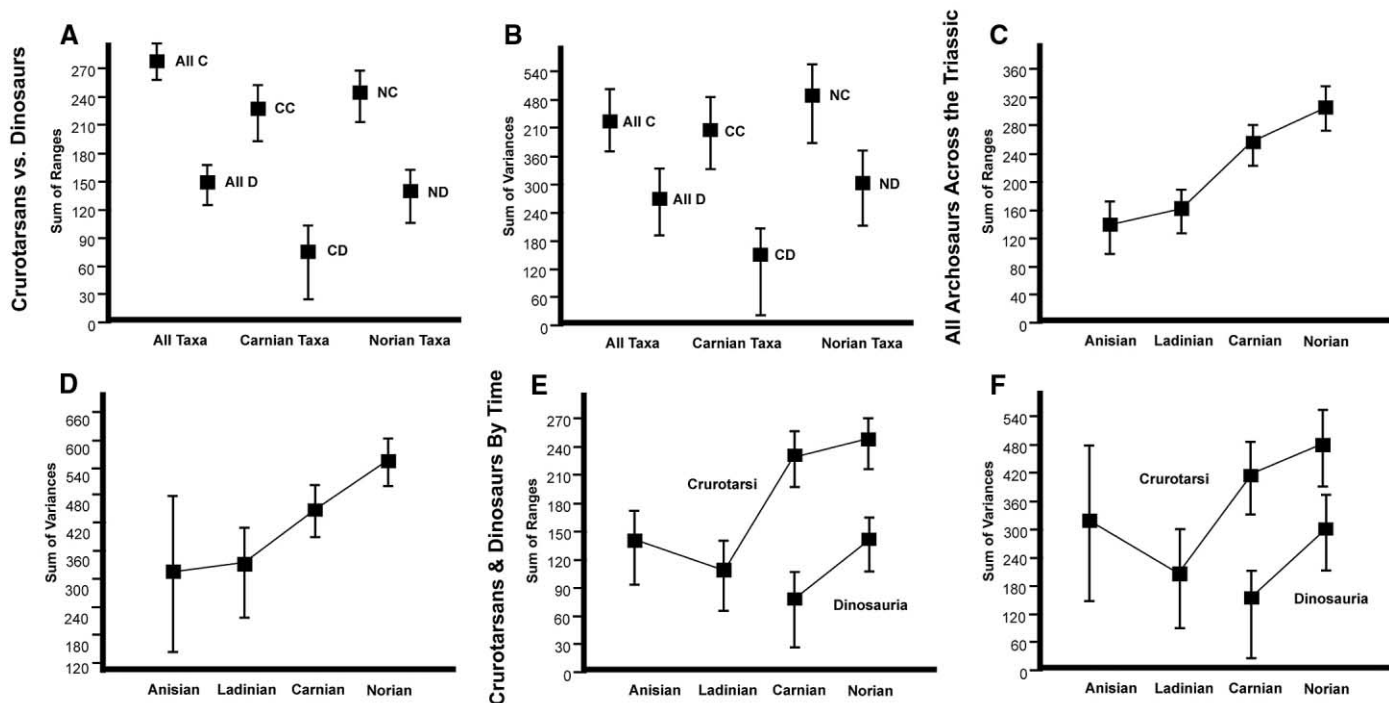 Crurotarsans vs. Dinosaurs
A
Sum of Ranges
270
240
210
180
150
120
90
60
30
0
All C
All D
CC
CD
NC
ND
All Taxa
Carnian Taxa
Norian Taxa
B
Sum of Variances
540
480
210
360
300
240
180
120
60
0
All C
All D
CC
CD
NC
ND
All Taxa
Carnian Taxa
Norian Taxa
All Archosaurs Across the Triassic
C
Sum of Ranges
360
320
280
240
200
160
120
80
40
0
Anisian
Ladinian
Carnian
Norian
D
Sum of Variances
660
600
540
480
420
360
300
240
180
120
Anisian
Ladinian
Carnian
Norian
Crurotarsans & Dinosaurs By Time
E
Sum of Ranges
270
240
210
180
150
120
90
60
30
0
Crurotarsi
Dinosauria
Anisian
Ladinian
Carnian
Norian
F
Sum of Variances
540
480
420
360
300
240
180
120
60
0
Crurotarsi
Dinosauria
Anisian
Ladinian
Carnian
Norian